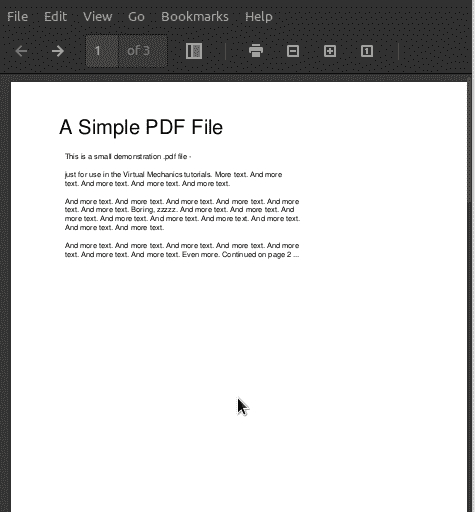 File Edit View Go Bookmarks Help
1 of 3
1
A Simple PDF File
This is a small demonstration .pdf file -
just for use in the Virtual Mechanics tutorials. More text. And more
text. And more text. And more text. And more text.
And more text. And more text. And more text. And more text. And more
text. And more text. Boring, zzzzz. And more text. And more text. And
more text. And more text. And more text. And more text. And more text.
And more text. And more text.
And more text. And more text. And more text. And more text. And more
text. And more text. And more text. Even more. Continued on page 2 ...